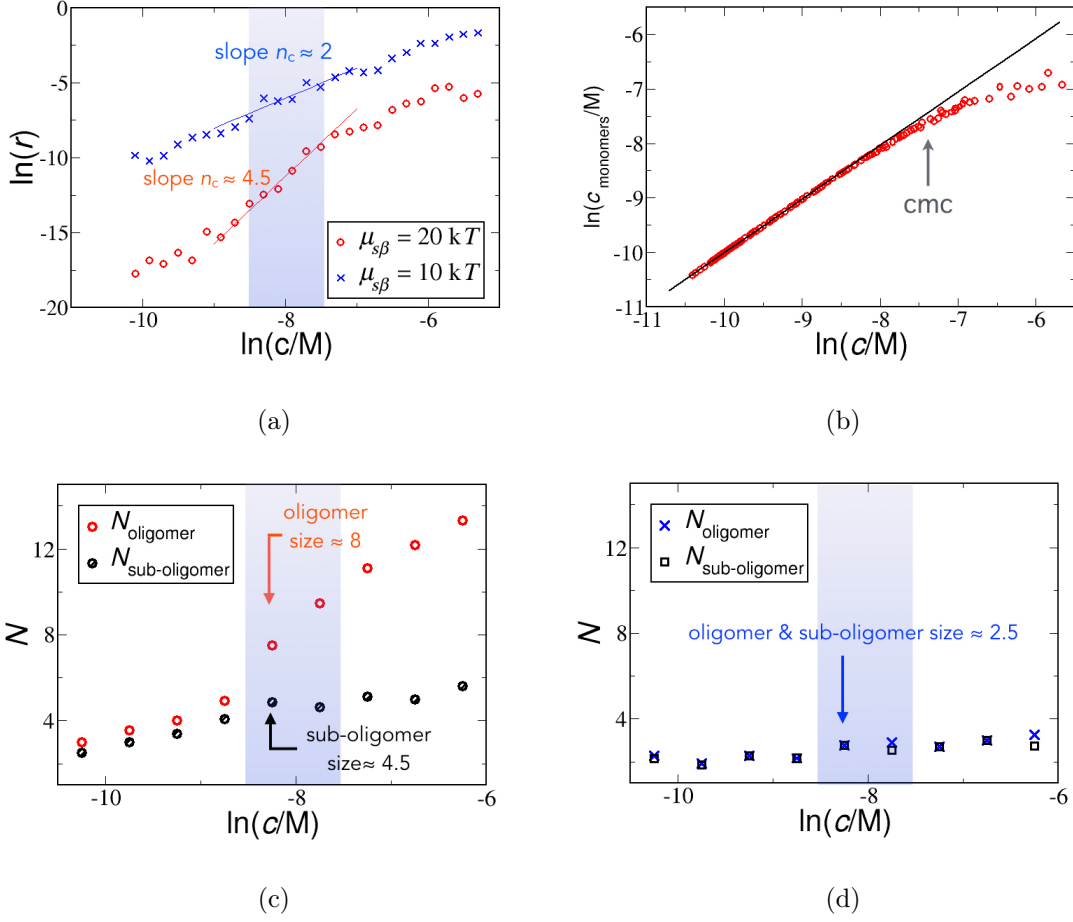 0
-5
-10
-15
-20
ln(r)
slope n_c ≈ 2
slope n_c ≈ 4.5
μ_sβ = 20 kT
μ_sβ = 10 kT
-10
-8
-6
ln(c/M)
(a)
-6
-7
-8
-9
-10
-11
ln(c monomers/M)
cmc
-11
-10
-9
-8
-7
-6
ln(c/M)
(b)
12
8
4
N
N_oligomer
N_sub-oligomer
oligomer
size ≈ 8
sub-oligomer
size≈ 4.5
-10
-8
-6
ln(c/M)
(c)
12
8
4
N
N_oligomer
N_sub-oligomer
oligomer & sub-oligomer size ≈ 2.5
-10
-8
-6
ln(c/M)
(d)